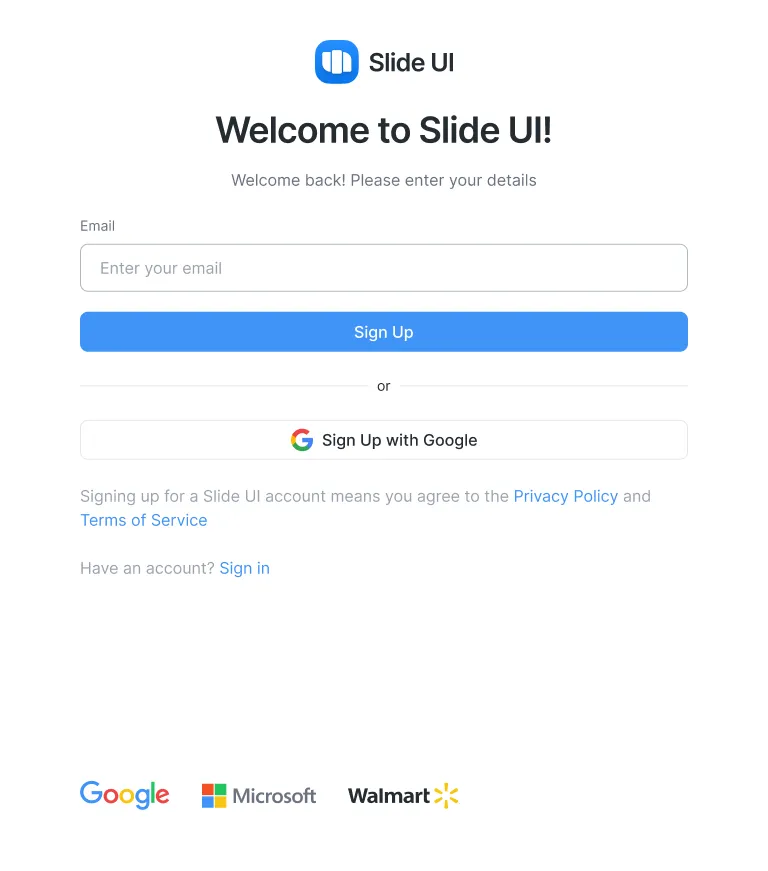 Slide UI
Welcome to Slide UI!
Welcome back! Please enter your details
Email
Enter your email
Sign Up
or
Sign Up with Google
Signing up for a Slide UI account means you agree to the Privacy Policy and
Terms of Service
Have an account? Sign in
Google Microsoft Walmart